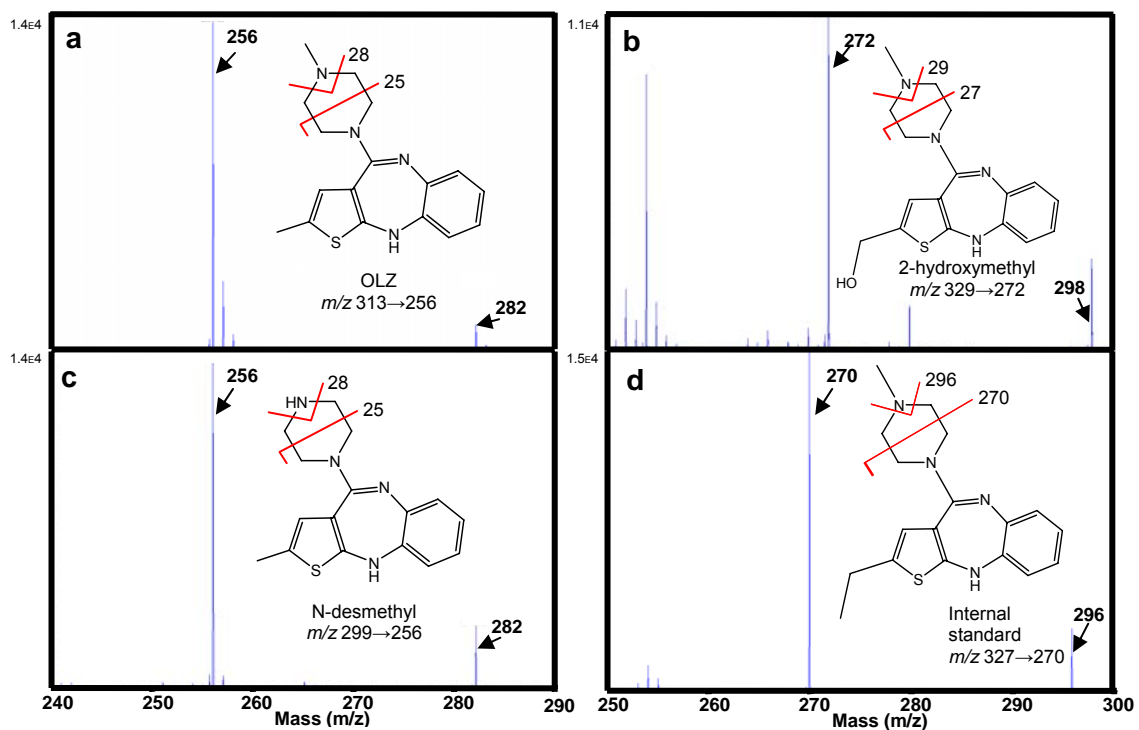 1.4e4
a
256
28
25
N
N
N
S
N
H
OLZ
m/z 313→256
282
1.1e4
b
272
29
27
N
N
N
S
N
H
HO
2-hydroxymethyl
m/z 329→272
298
1.4e4
c
256
28
25
HN
N
N
S
N
H
N-desmethyl
m/z 299→256
282
240 250 260 270 280 290
Mass (m/z)
1.5e4
d
270
296
270
N
N
N
S
N
H
Internal
standard
m/z 327→270
296
260 270 280 290 300
Mass (m/z)